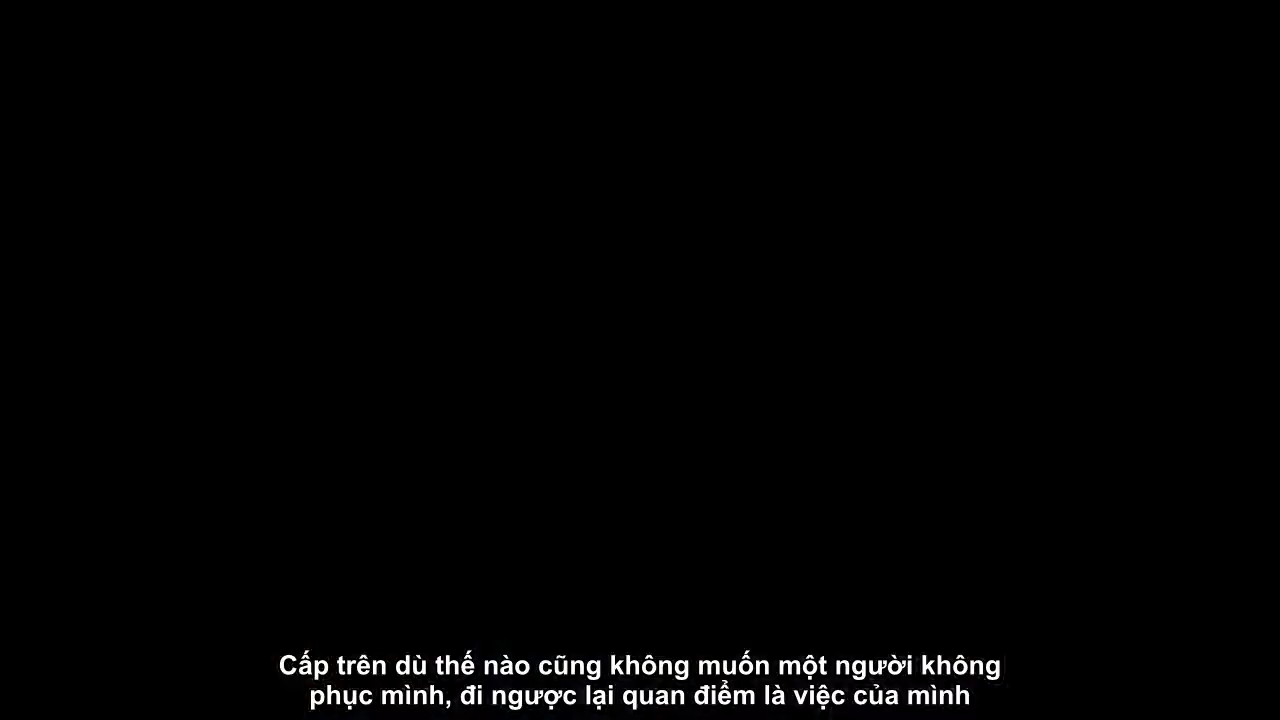 Cấp trên dù thế nào cũng không muốn một người không
phục mình, đi ngược lại quan điểm là việc của mình